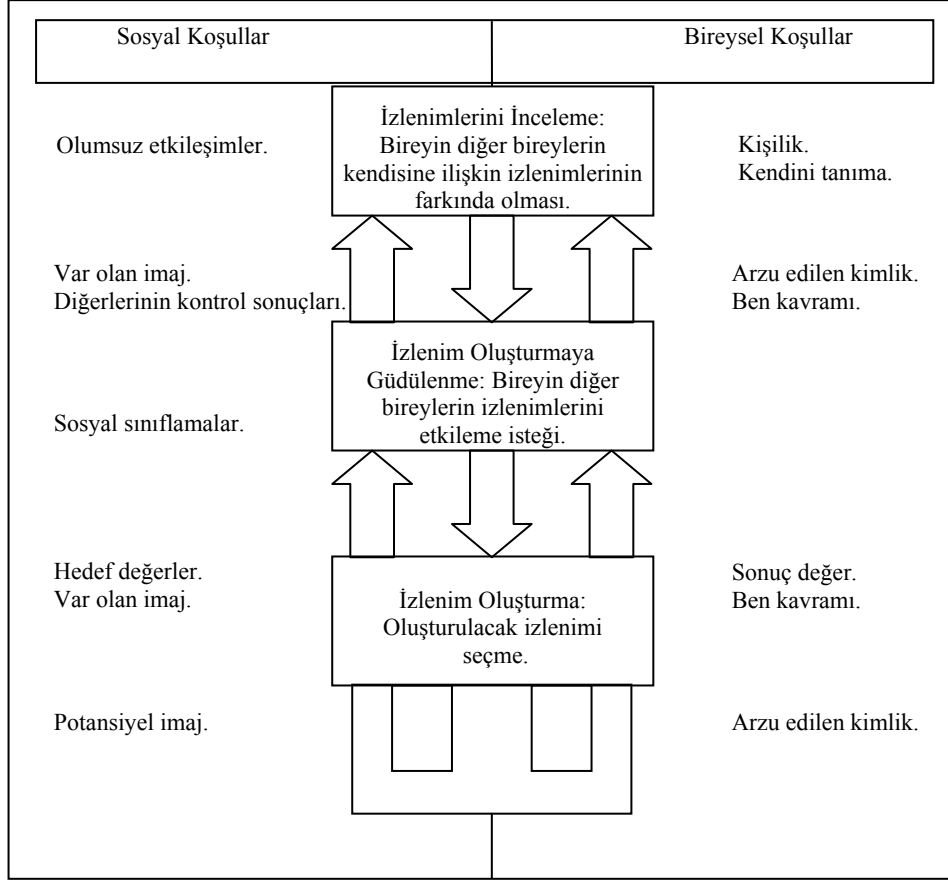 Sosyal Koşullar
Bireysel Koşullar
İzlenimlerini İnceleme:
Bireyin diğer bireylerin
kendisine ilişkin izlenimlerinin
farkında olması.
Olumsuz etkileşimler.
Kişilik.
Kendini tanıma.
Var olan imaj.
Diğerlerinin kontrol sonuçları.
Arzu edilen kimlik.
Ben kavramı.
İzlenim Oluşturmaya
Güdülenme: Bireyin diğer
bireylerin izlenimlerini
etkileme isteği.
Sosyal sınıflamalar.
Hedef değerler.
Var olan imaj.
İzlenim Oluşturma:
Oluşturulacak izlenimi
seçme.
Sonuç değer.
Ben kavramı.
Potansiyel imaj.
Arzu edilen kimlik.